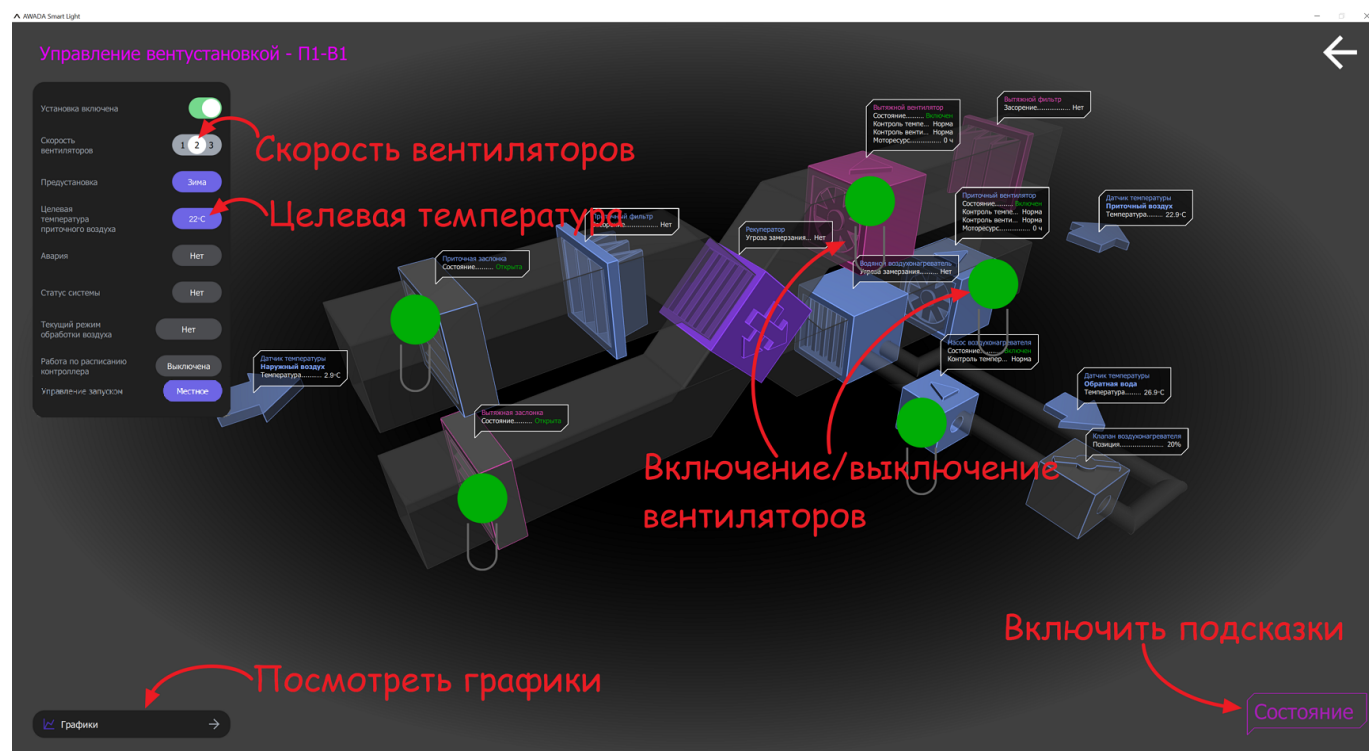 AWADA Smart Light
Управление вентустановкой - П1-В1
Установка включена
Скорость
вентиляторов
1 2 3
Предустановка
Зима
Целевая
температура
приточного воздуха
22°C
Авария
Нет
Статус системы
Нет
Текущий режим
обработки воздуха
Нет
Работа по расписанию
контроллера
Выключена
Управление запуском
Местное
Скорость вентиляторов
Целевая температура
Приточный фильтр
Засорение................ Нет
Приточная заслонка
Состояние......... Открыта
Датчик температуры
Наружный воздух
Температура.......... 2.9°C
Вытяжная заслонка
Состояние......... Открыта
Рекуператор
Угроза замерзания... Нет
Вытяжной вентилятор
Состояние........ Включен
Контроль темпе... Норма
Контроль венти... Норма
Моторесурс............... 0 ч
Вытяжной фильтр
Засорение................ Нет
Приточный вентилятор
Состояние........ Включен
Контроль темпе... Норма
Контроль венти... Норма
Моторесурс............... 0 ч
Водяной воздухонагреватель
Угроза замерзания......... Нет
Датчик температуры
Приточный воздух
Температура........ 22.9°C
Насос воздухонагревателя
Состояние........ Включен
Контроль темпер... Норма
Датчик температуры
Обратная вода
Температура........ 26.9°C
Клапан воздухонагревателя
Позиция...................... 20%
Включение/выключение
вентиляторов
Включить подсказки
Посмотреть графики
Графики
Состояние